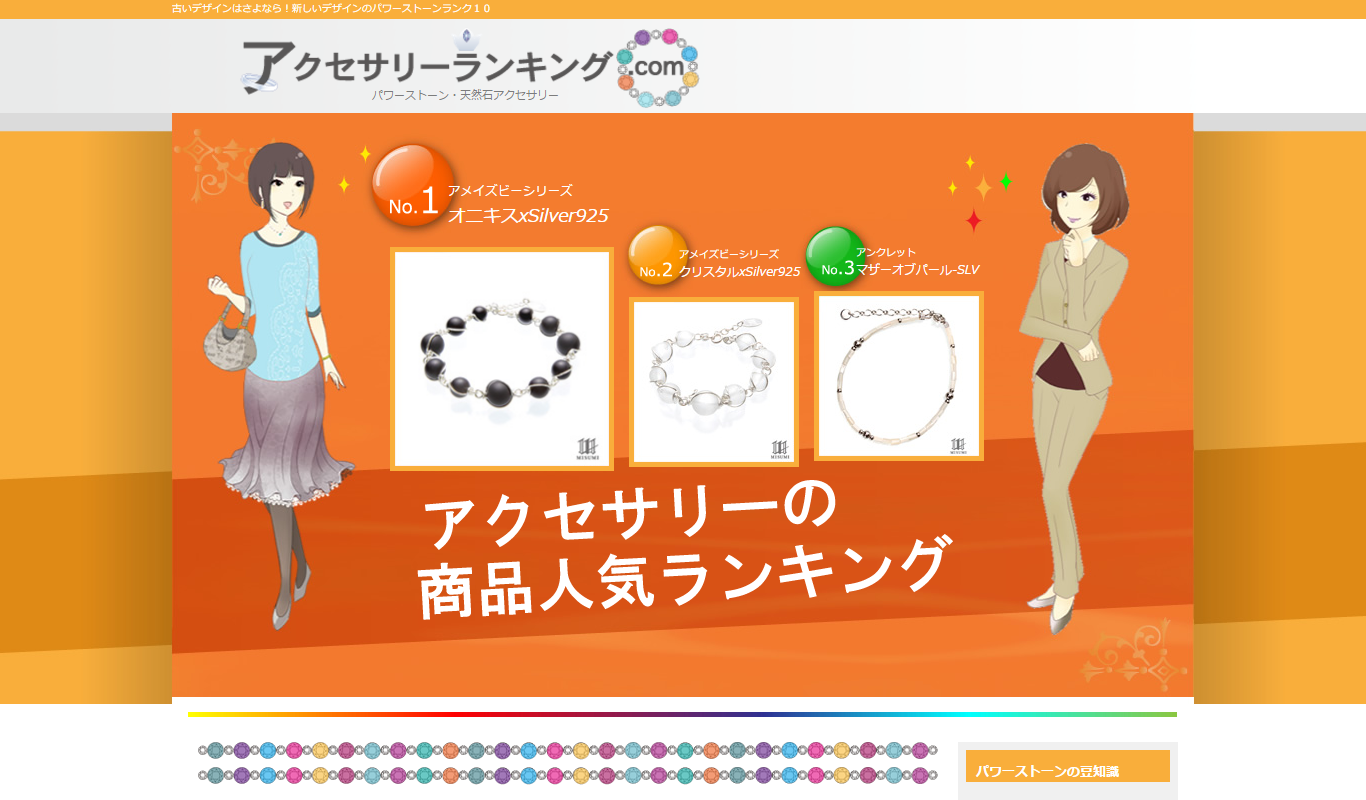 古いデザインはさよなら！新しいデザインのパワーストーンランク１０
アクセサリーランキング.com
パワーストーン・天然石アクセサリー
No.1
アメイズビーシリーズ
オニキスxSilver925
No.2
アメイズビーシリーズ
クリスタルxSilver925
No.3
アンクレット
マザーオブパール-SLV
MISUMI
MISUMI
MISUMI
アクセサリーの
商品人気ランキング
パワーストーンの豆知識